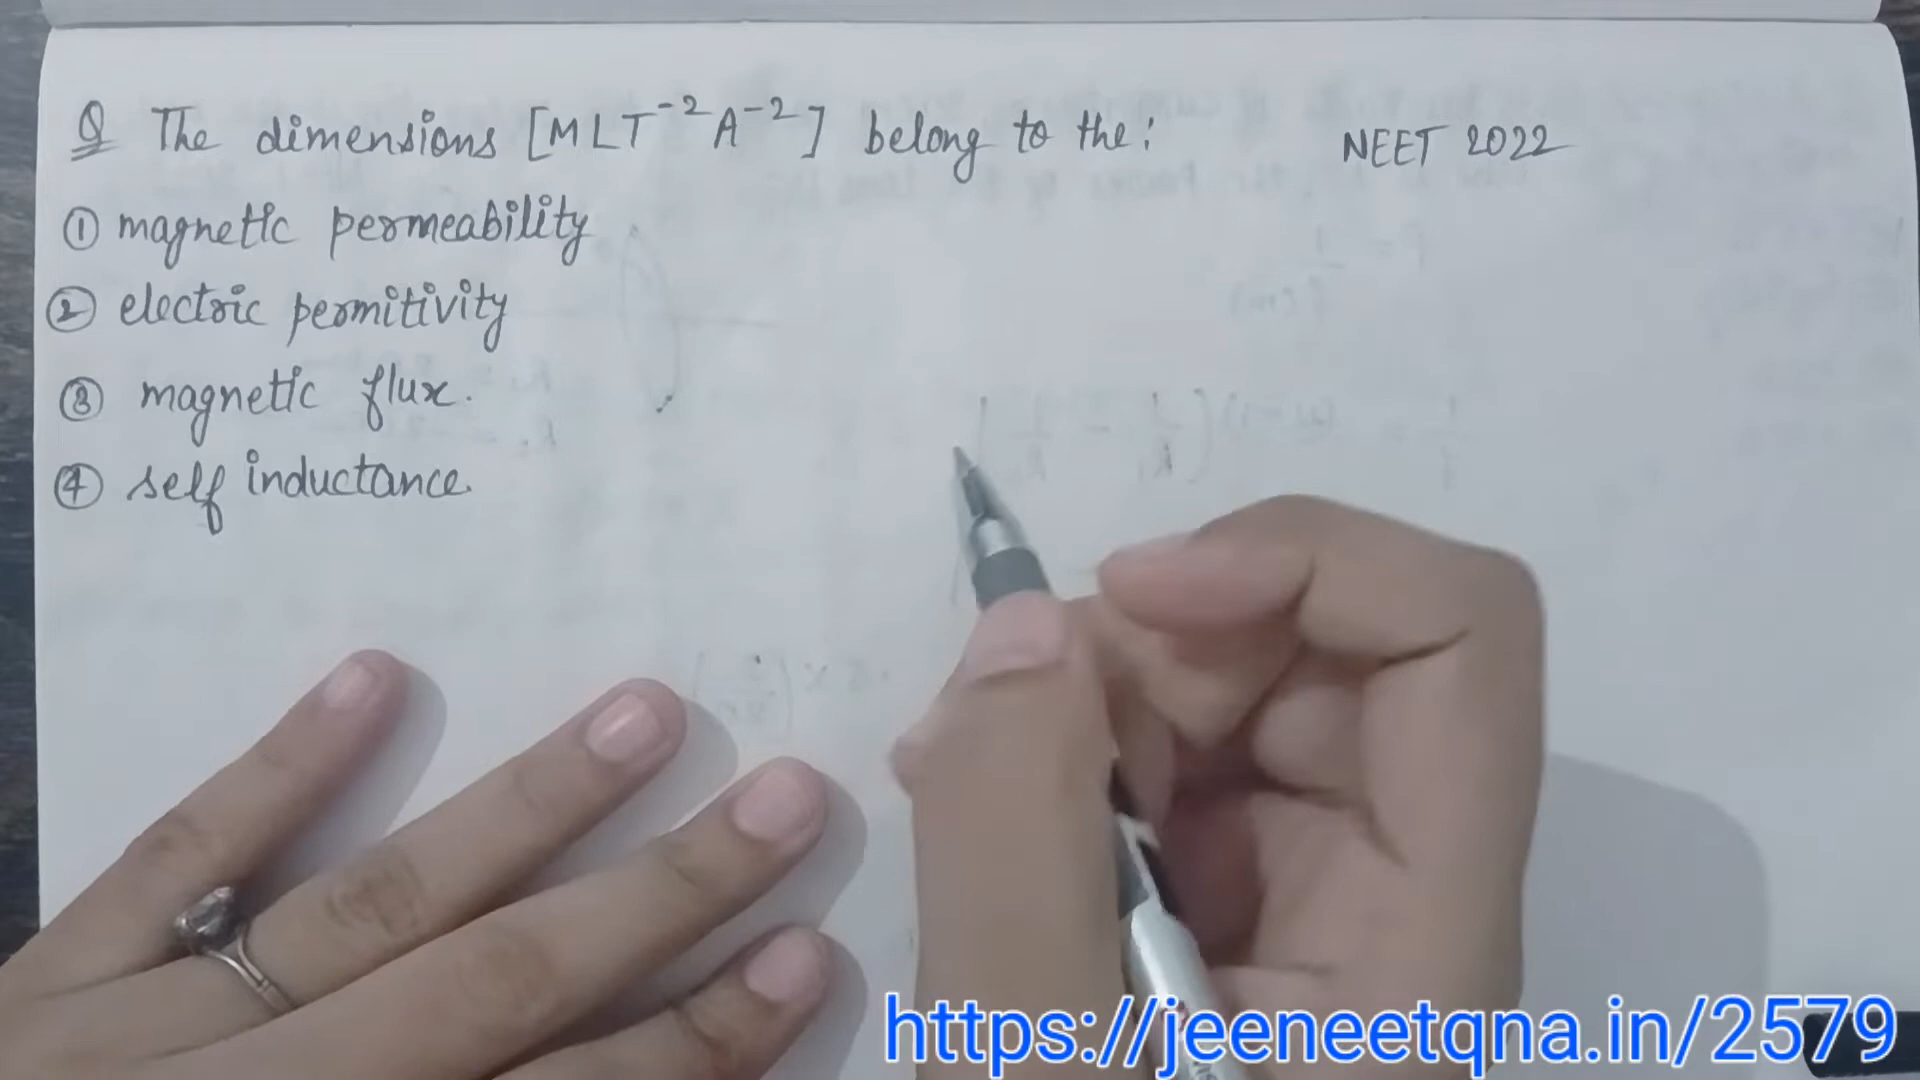 Q The dimensions [MLT⁻²A⁻²] belong to the: NEET 2022
① magnetic permeability
② electric permitivity
③ magnetic flux.
④ self inductance.
https://jeeneetqna.in/2579